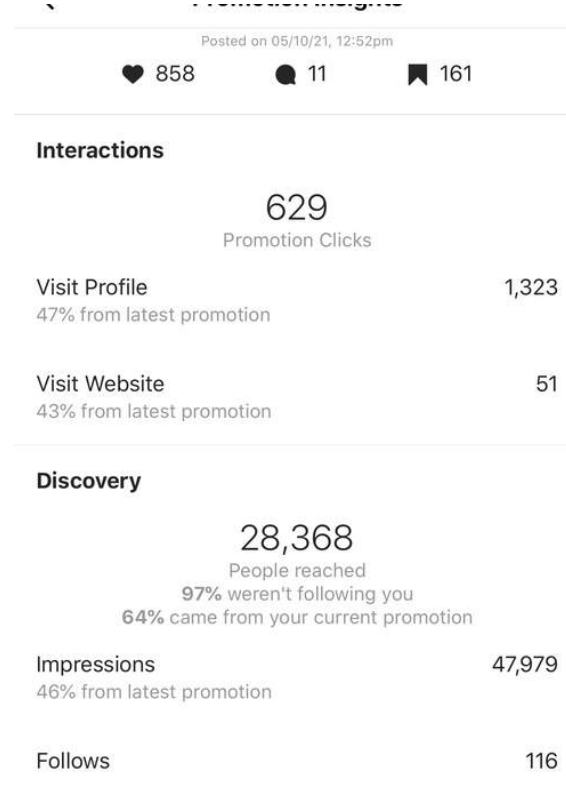 Promotion Insights
Posted on 05/10/21, 12:52pm
858 11 161
Interactions
629
Promotion Clicks
Visit Profile 1,323
47% from latest promotion
Visit Website 51
43% from latest promotion
Discovery
28,368
People reached
97% weren't following you
64% came from your current promotion
Impressions 47,979
46% from latest promotion
Follows 116